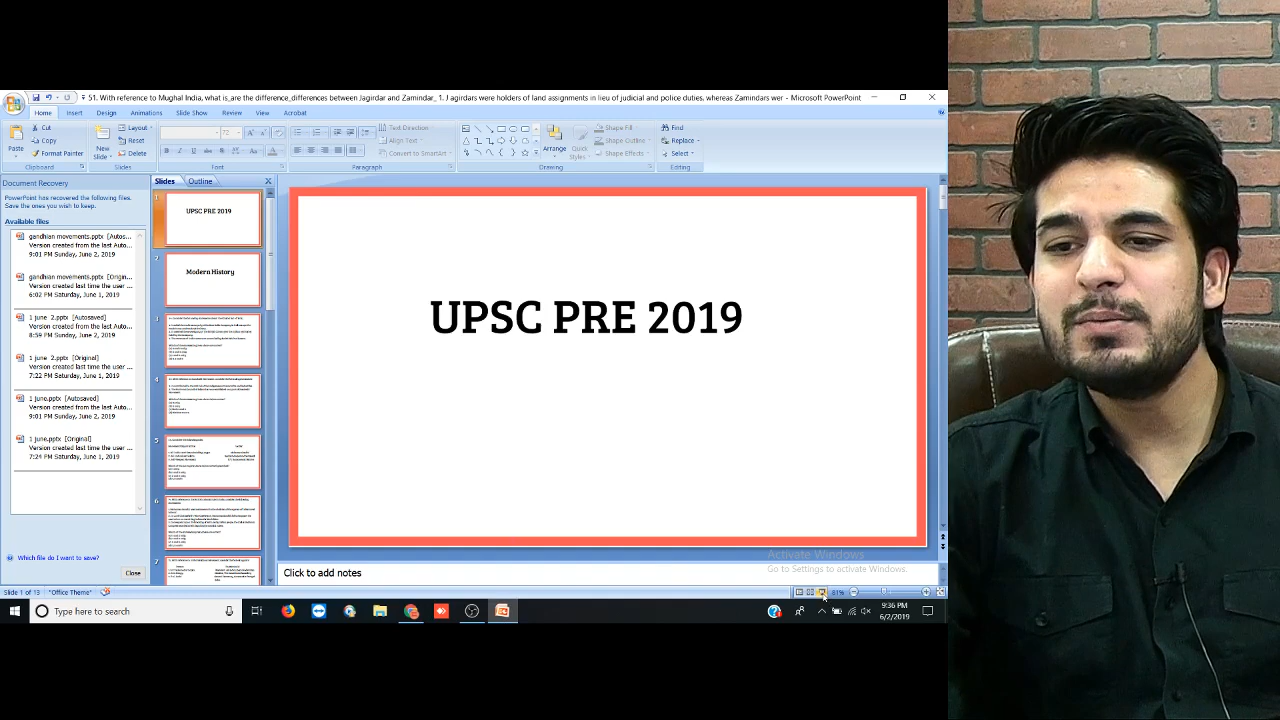 51. With reference to Mughal India, what is_are the difference_differences between Jagirdar and Zamindar_ 1. J agirdars were holders of land assignments in lieu of judicial and police duties, whereas Zamindars wer - Microsoft PowerPoint
Home Insert Design Animations Slide Show Review View Acrobat
Paste
Cut
Copy
Format Painter
Clipboard
New Slide
Layout
Reset
Delete
Slides
72
Font
Text Direction
Align Text
Convert to SmartArt
Paragraph
Arrange
Quick Styles
Shape Fill
Shape Outline
Shape Effects
Drawing
Find
Replace
Select
Editing
Document Recovery
PowerPoint has recovered the following files.
Save the ones you wish to keep.
Available files
gandhian movements.pptx [Autos...
Version created from the last Auto...
9:01 PM Sunday, June 2, 2019
gandhian movements.pptx [Origin...
Version created last time the user ...
6:02 PM Saturday, June 1, 2019
1 june 2.pptx [Autosaved]
Version created from the last Auto...
8:59 PM Sunday, June 2, 2019
1 june 2.pptx [Original]
Version created last time the user ...
7:22 PM Saturday, June 1, 2019
1 june.pptx [Autosaved]
Version created from the last Auto...
9:01 PM Sunday, June 2, 2019
1 june.pptx [Original]
Version created last time the user ...
7:24 PM Saturday, June 1, 2019
Which file do I want to save?
Close
Slides Outline
1
UPSC PRE 2019
2
Modern History
3
4
5
6
7
UPSC PRE 2019
Activate Windows
Go to Settings to activate Windows.
Click to add notes
Slide 1 of 13 "Office Theme" 81%
Type here to search
9:36 PM
6/2/2019